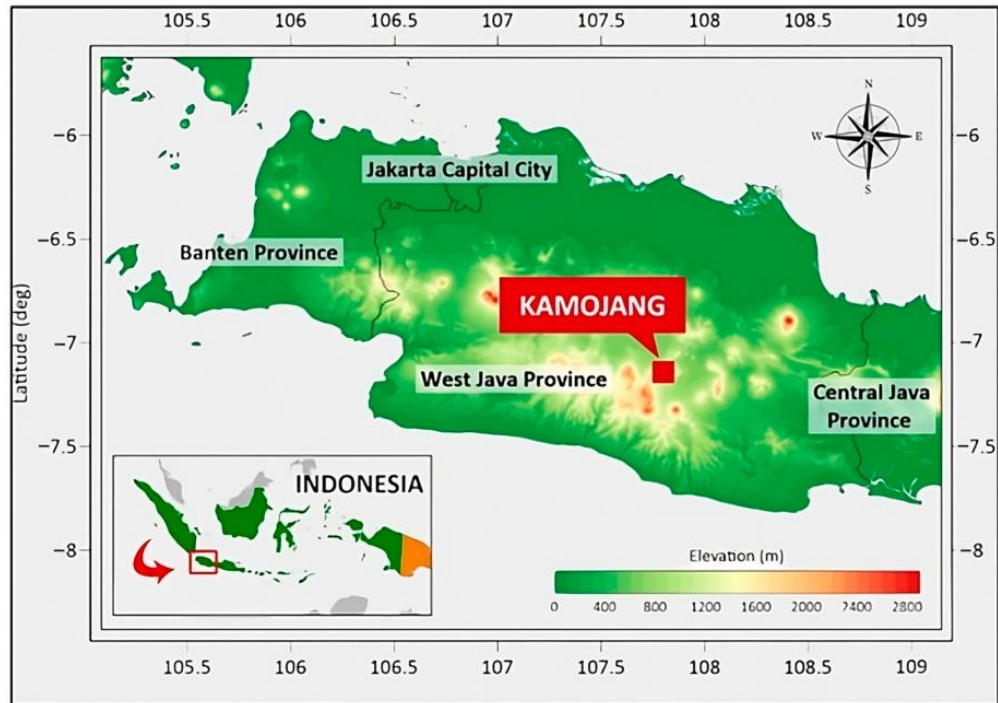 105.5 106 106.5 107 107.5 108 108.5 109
N
W E
S
−6 −6
Jakarta Capital City
−6.5 −6.5
Banten Province
KAMOJANG
−7 −7
Latitude (deg)
West Java Province
Central Java
Province
−7.5 −7.5
INDONESIA
−8 −8
Elevation (m)
0 400 800 1200 1600 2000 2400 2800
105.5 106 106.5 107 107.5 108 108.5 109